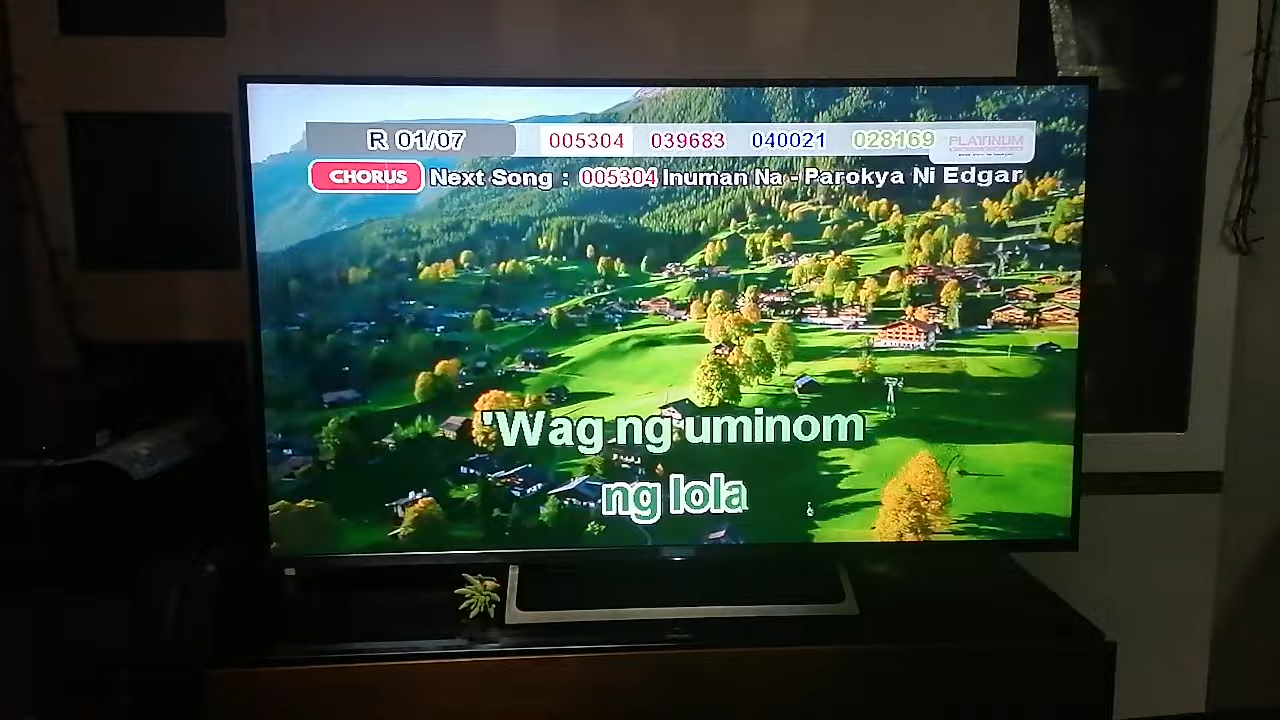 R 01/07 005304 039683 040021 028169 PLATINUM
CHORUS Next Song : 005304 Inuman Na - Parokya Ni Edgar
'Wag ng uminom
ng lola